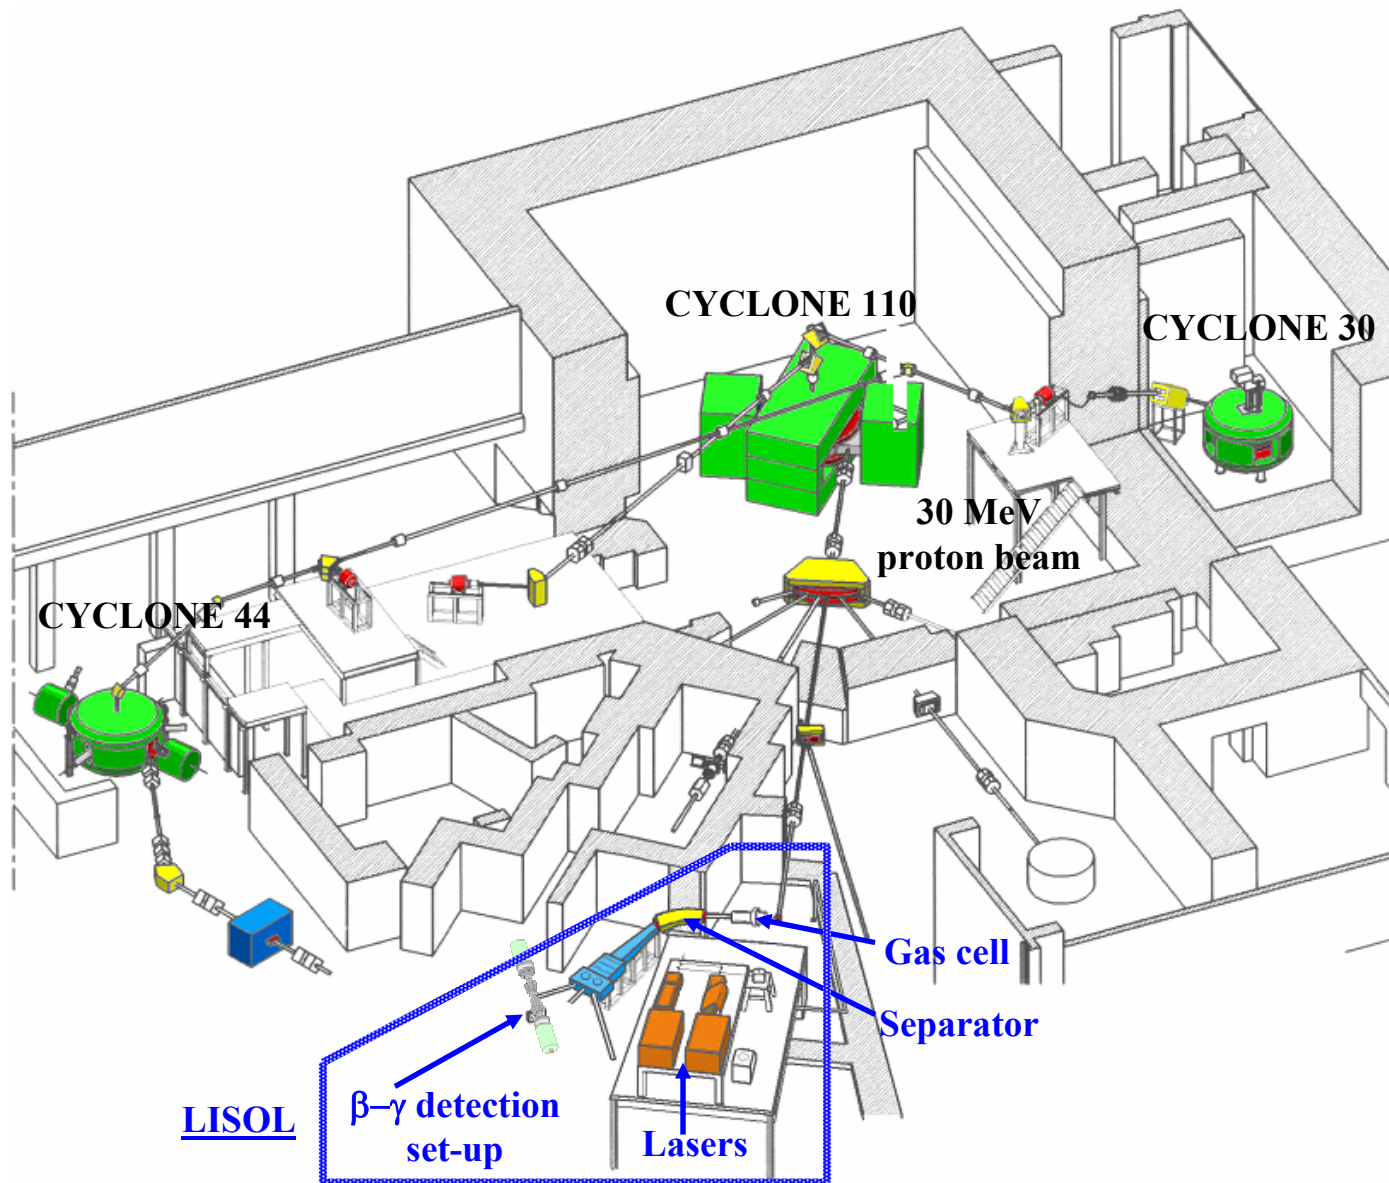 CYCLONE 110
CYCLONE 30
30 MeV
proton beam
CYCLONE 44
Gas cell
Separator
β–γ detection
set-up
LISOL
Lasers